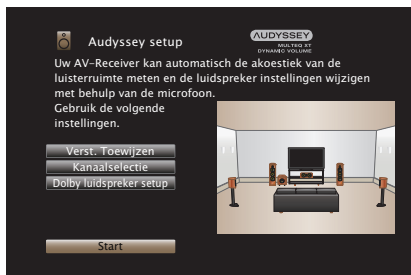 Audyssey setup
AUDYSSEY
MULTEQ XT
DYNAMIC VOLUME
Uw AV-Receiver kan automatisch de akoestiek van de
luisterruimte meten en de luidspreker instellingen wijzigen
met behulp van de microfoon.
Gebruik de volgende
instellingen.
Verst. Toewijzen
Kanaalselectie
Dolby luidspreker setup
Start